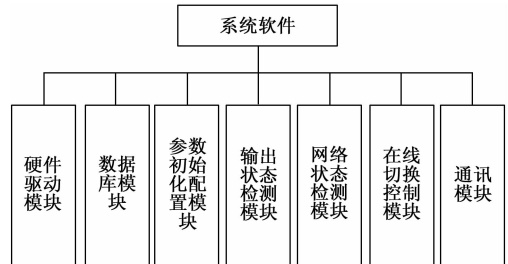 系统软件
硬件
驱动
模块
数据
库模
块
参数
初始
化配
置模
块
输出
状态
检测
模块
网络
状态
检测
模块
在线
切换
控制
模块
通讯
模块